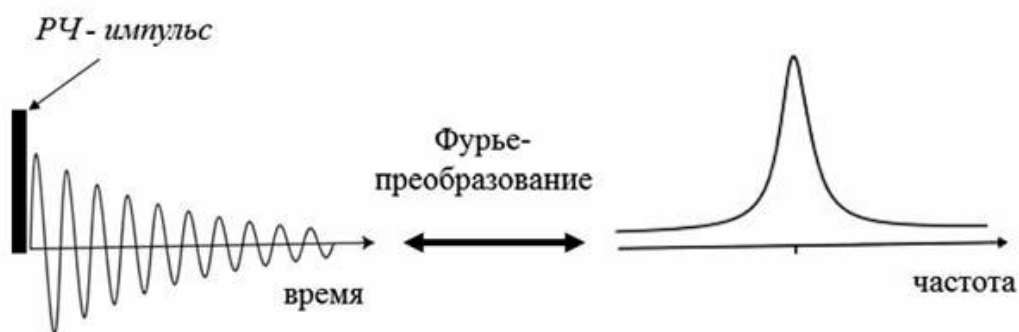 РЧ - импульс
Фурье-
преобразование
время
частота